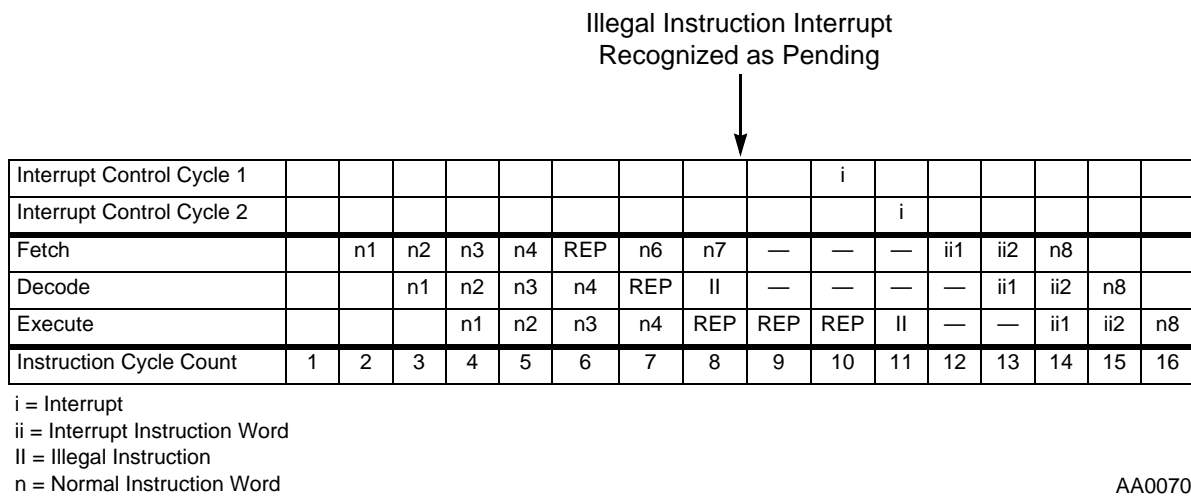 Illegal Instruction Interrupt
Recognized as Pending
Interrupt Control Cycle 1 i
Interrupt Control Cycle 2 i
Fetch n1 n2 n3 n4 REP n6 n7 — — — ii1 ii2 n8
Decode n1 n2 n3 n4 REP II — — — — ii1 ii2 n8
Execute n1 n2 n3 n4 REP REP REP II — — ii1 ii2 n8
Instruction Cycle Count 1 2 3 4 5 6 7 8 9 10 11 12 13 14 15 16
i = Interrupt
ii = Interrupt Instruction Word
II = Illegal Instruction
n = Normal Instruction Word
AA0070